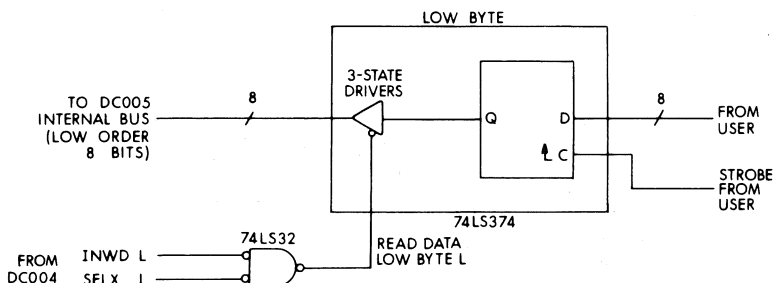 LOW BYTE
3-STATE
DRIVERS
TO DC005
INTERNAL BUS
(LOW ORDER
8 BITS)
8
Q
D
C
8
FROM
USER
STROBE
FROM
USER
74LS374
74LS32
READ DATA
LOW BYTE L
FROM
DC004
INWD L
SELX L